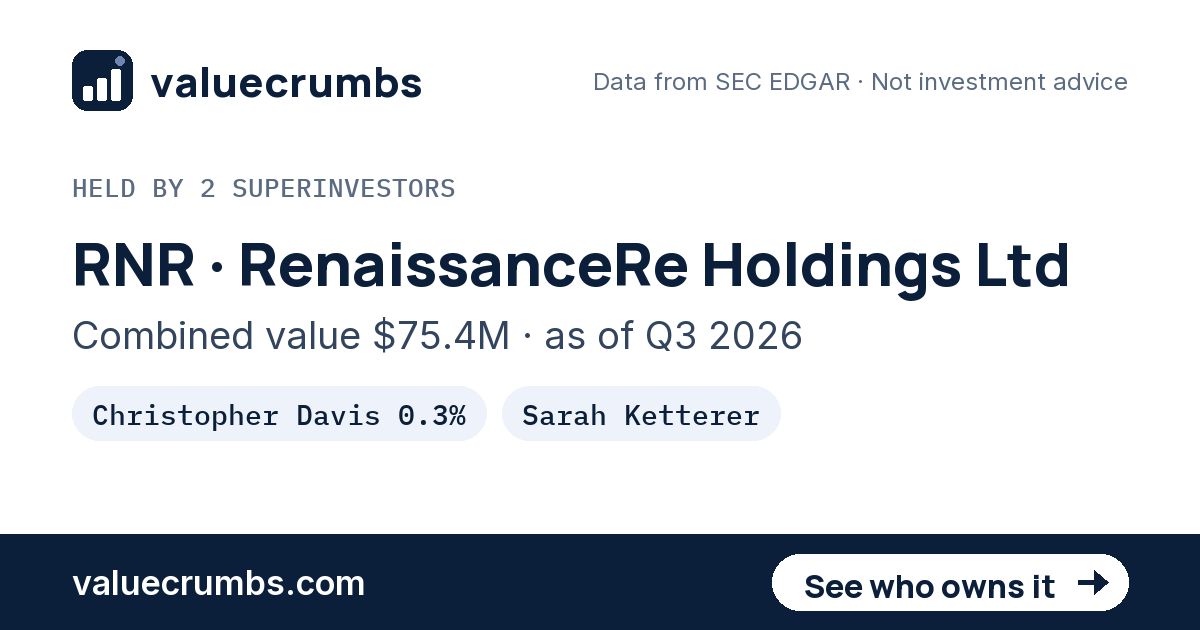 valuecrumbs
Data from SEC EDGAR · Not investment advice
HELD BY 2 SUPERINVESTORS
RNR · RenaissanceRe Holdings Ltd
Combined value $75.4M · as of Q3 2026
Christopher Davis 0.3%
Sarah Ketterer
valuecrumbs.com
See who owns it →